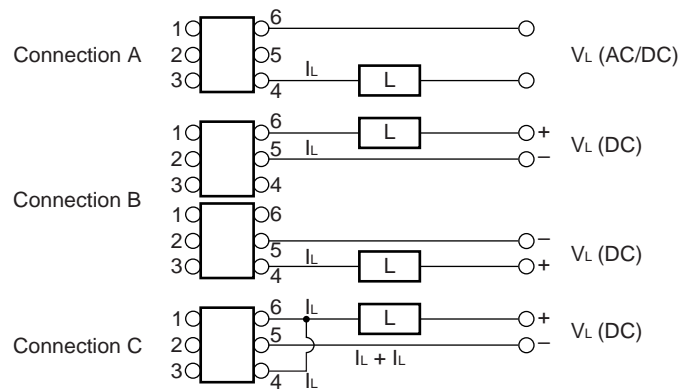 Connection A
1
2
3
6
5
4
IL
L
VL (AC/DC)
Connection B
1
2
3
6
5
4
IL
L
+
−
VL (DC)
1
2
3
6
5
4
IL
L
−
+
VL (DC)
Connection C
1
2
3
6
5
4
IL
L
IL + IL
IL
+
−
VL (DC)